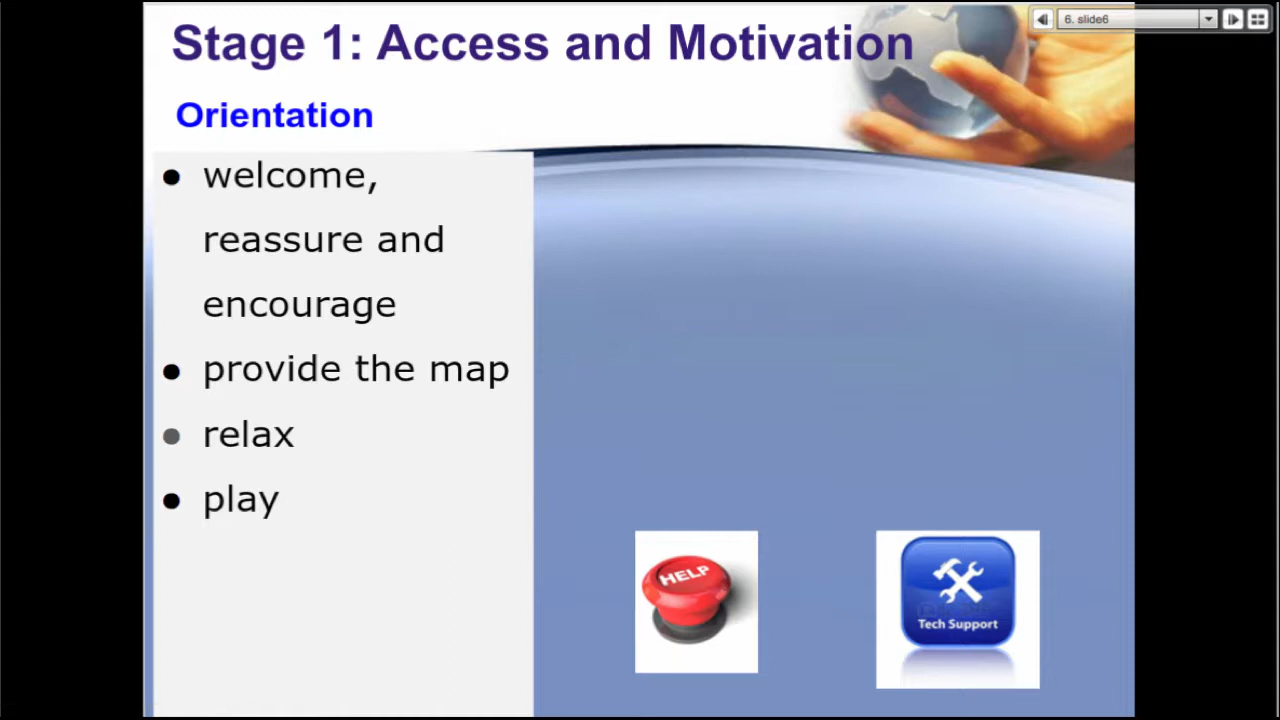 6. slide6
Stage 1: Access and Motivation
Orientation
● welcome,
reassure and
encourage
● provide the map
● relax
● play
HELP
Tech Support